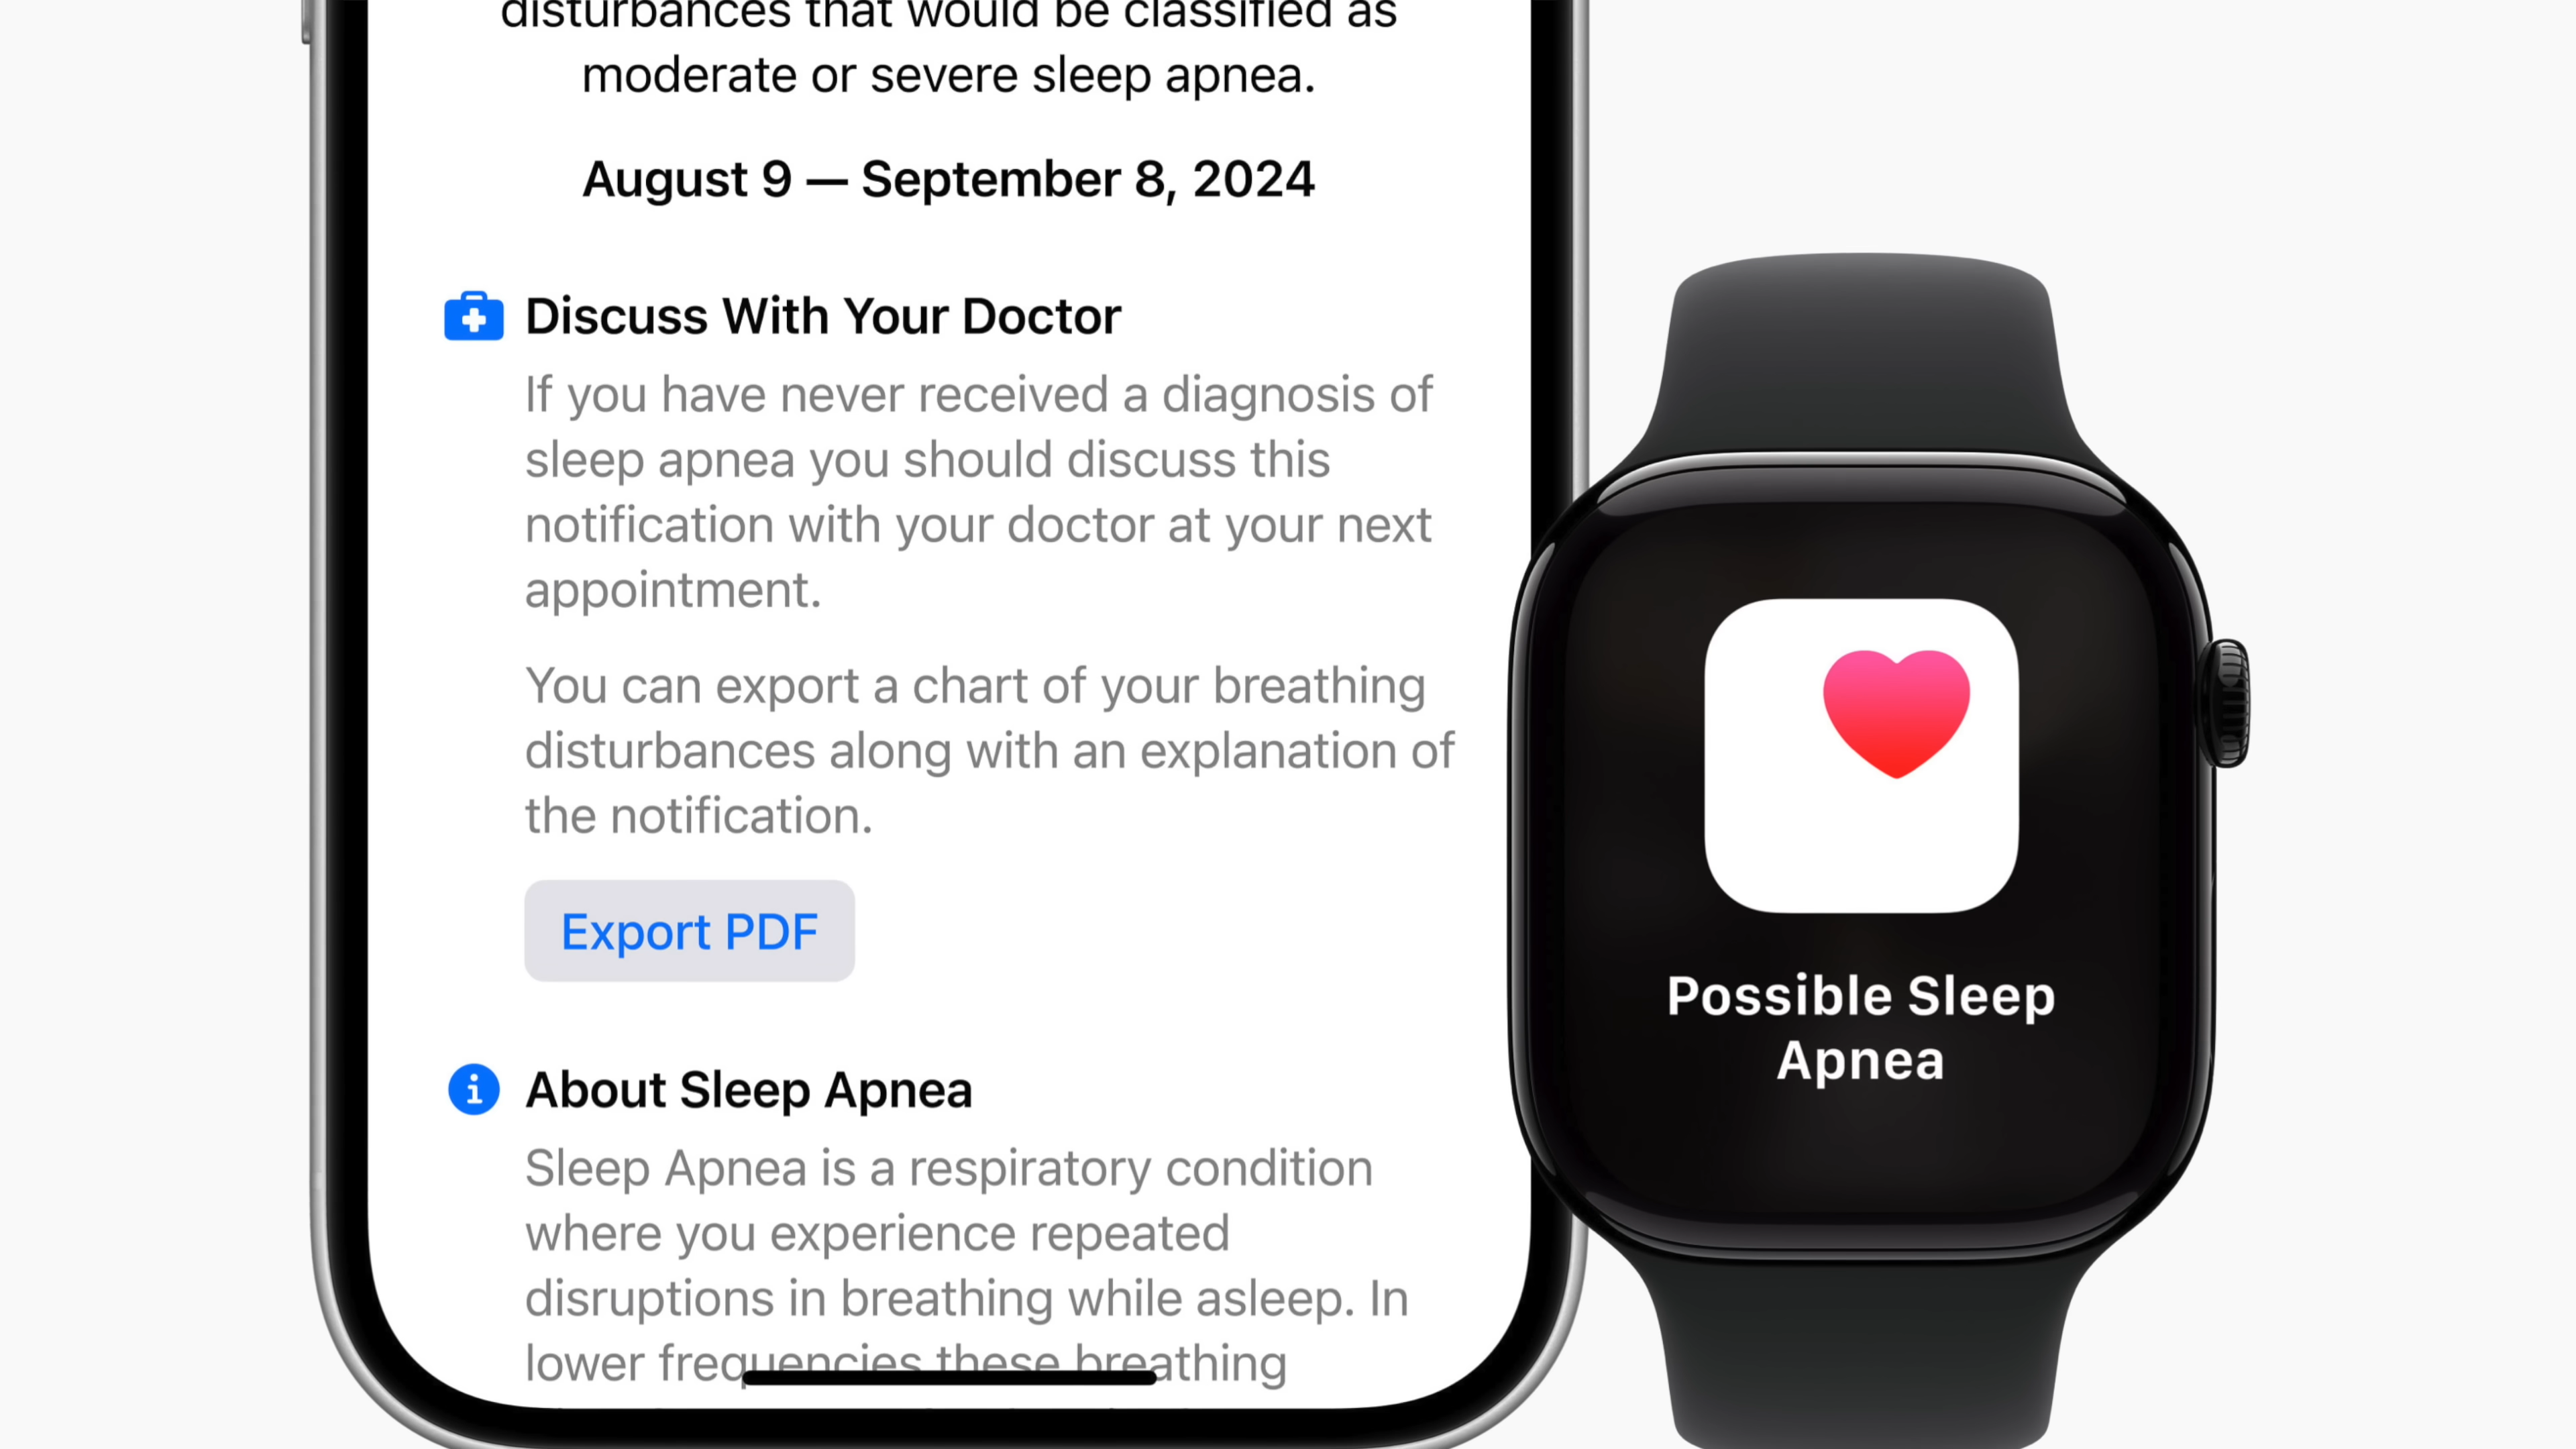 disturbances that would be classified as
moderate or severe sleep apnea.
August 9 — September 8, 2024
Discuss With Your Doctor
If you have never received a diagnosis of
sleep apnea you should discuss this
notification with your doctor at your next
appointment.
You can export a chart of your breathing
disturbances along with an explanation of
the notification.
Export PDF
About Sleep Apnea
Sleep Apnea is a respiratory condition
where you experience repeated
disruptions in breathing while asleep. In
lower frequencies these breathing
Possible Sleep
Apnea